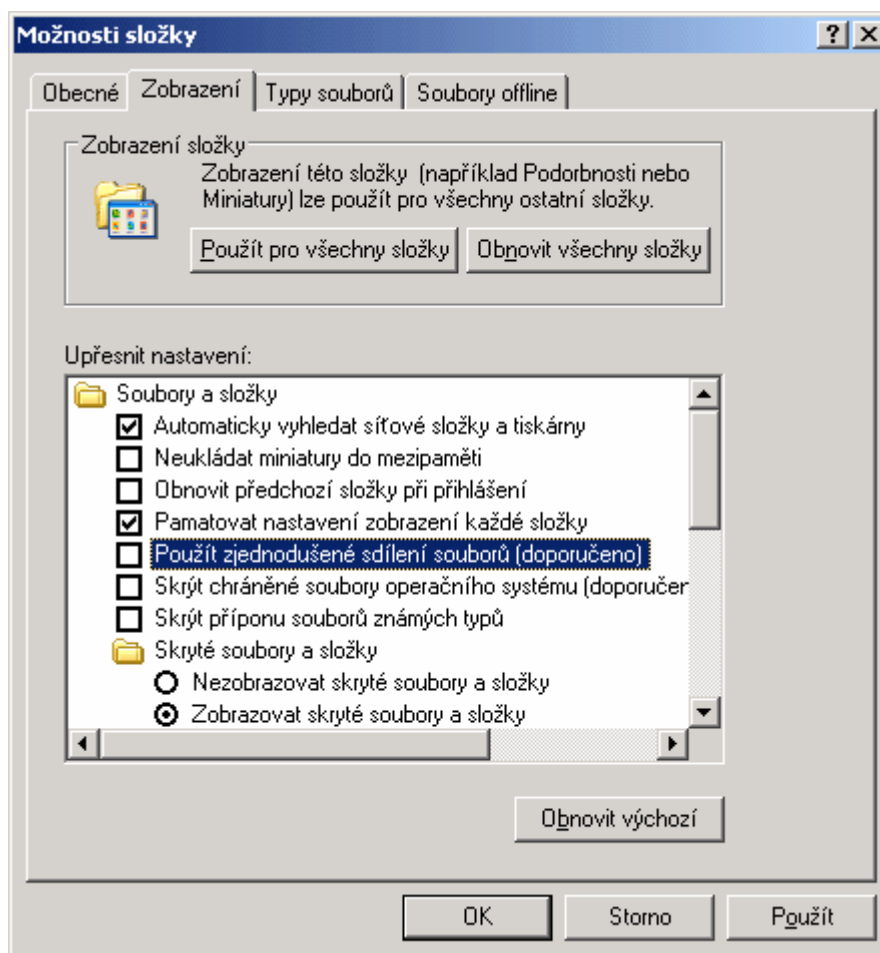 Možnosti složky
Obecné Zobrazení Typy souborů Soubory offline
Zobrazení složky
Zobrazení této složky (například Podorbnosti nebo
Miniatury) lze použít pro všechny ostatní složky.
Použít pro všechny složky Obnovit všechny složky
Upřesnit nastavení:
Soubory a složky
Automaticky vyhledat síťové složky a tiskárny
Neukládat miniatury do mezipaměti
Obnovit předchozí složky při přihlášení
Pamatovat nastavení zobrazení každé složky
Použít zjednodušené sdílení souborů (doporučeno)
Skrýt chráněné soubory operačního systému (doporučer
Skrýt příponu souborů známých typů
Skryté soubory a složky
Nezobrazovat skryté soubory a složky
Zobrazovat skryté soubory a složky
Obnovit výchozí
OK Storno Použít